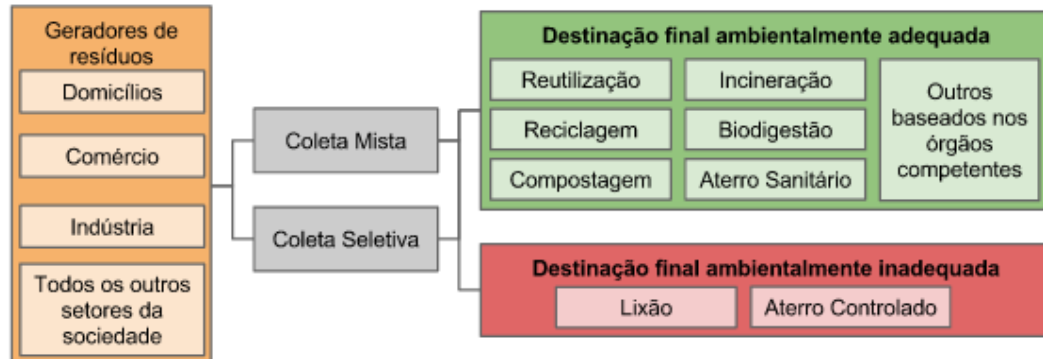 Geradores de
resíduos
Domicílios
Comércio
Indústria
Todos os outros
setores da
sociedade
Coleta Mista
Coleta Seletiva
Destinação final ambientalmente adequada
Reutilização
Incineração
Reciclagem
Biodigestão
Compostagem
Aterro Sanitário
Outros
baseados nos
órgãos
competentes
Destinação final ambientalmente inadequada
Lixão
Aterro Controlado